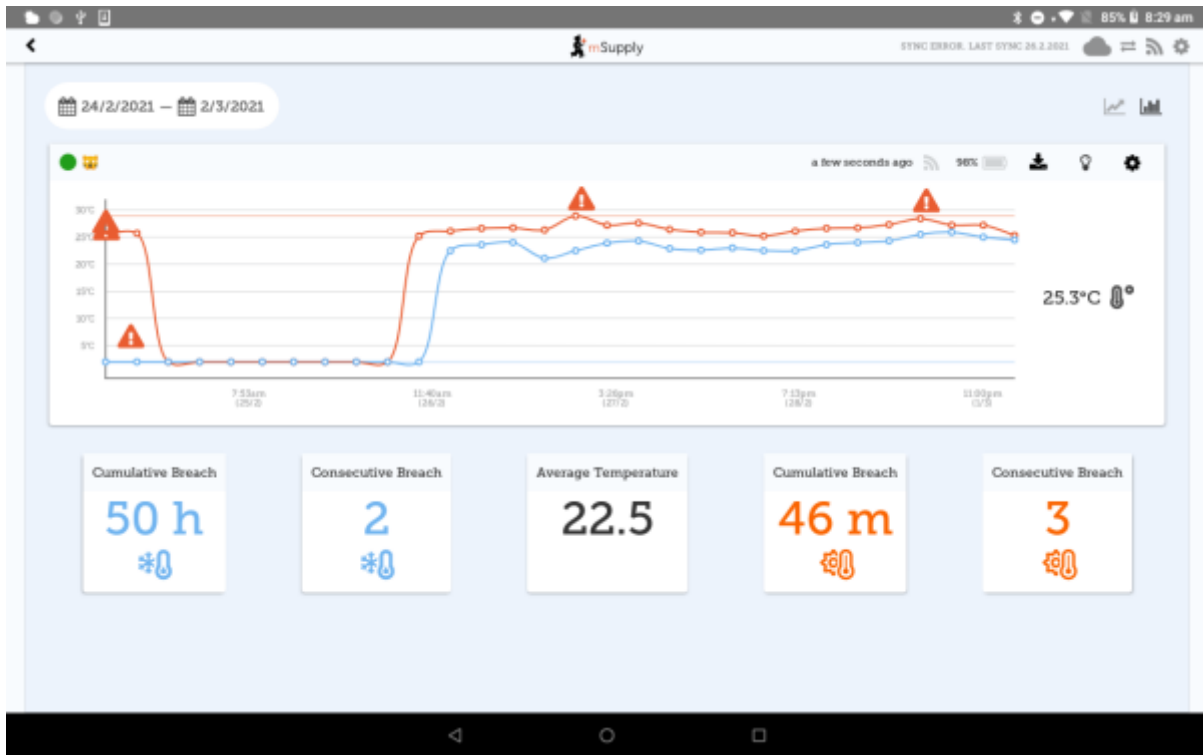 85% 8:29 am
mSupply
SYNC ERROR. LAST SYNC 26.2.2021
24/2/2021 — 2/3/2021
a few seconds ago 96%
30°C
25°C
20°C
15°C
10°C
5°C
7:53am 11:40am 3:26pm 7:13pm 11:00pm
(25/2) (26/2) (27/2) (28/2) (1/3)
25.3°C
Cumulative Breach Consecutive Breach Average Temperature Cumulative Breach Consecutive Breach
50 h 2 22.5 46 m 3